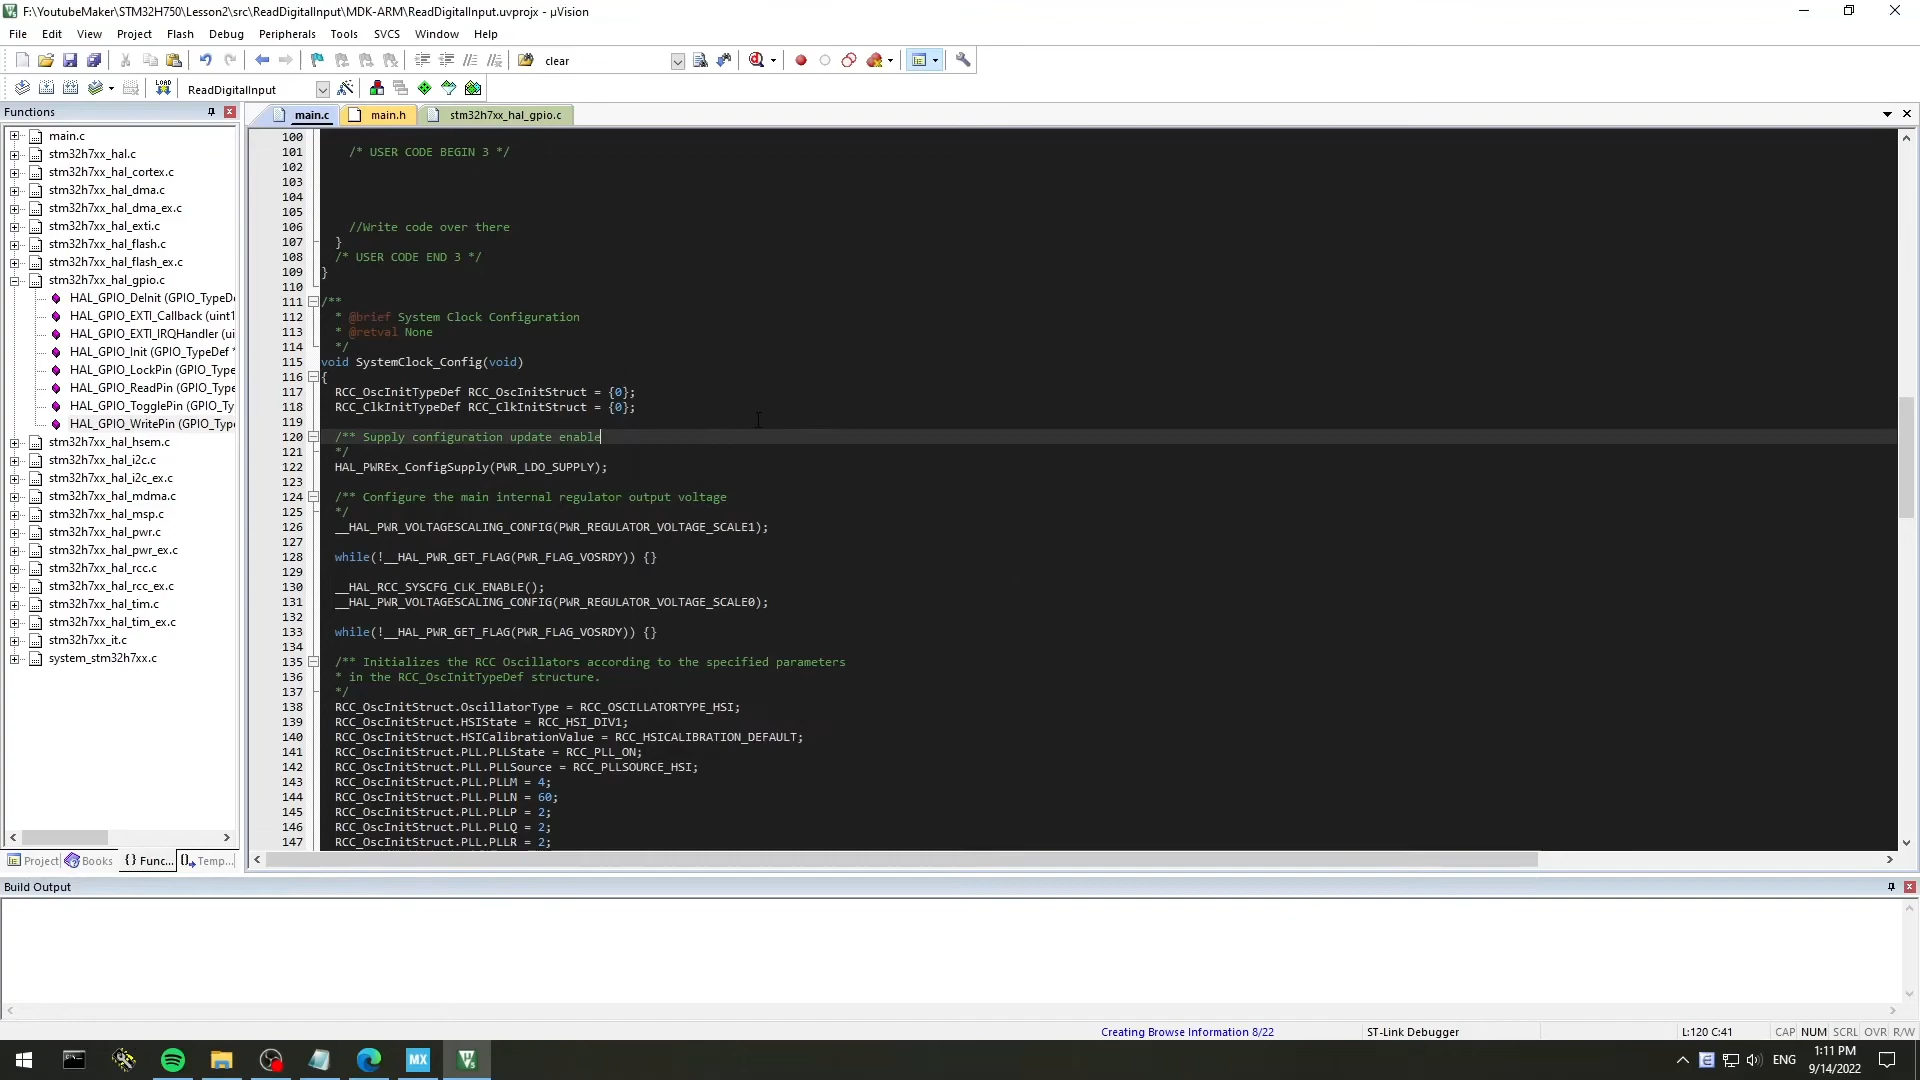 F:\YoutubeMaker\STM32H750\Lesson2\src\ReadDigitalInput\MDK-ARM\ReadDigitalInput.uvprojx - µVision
File Edit View Project Flash Debug Peripherals Tools SVCS Window Help
clear
LOAD
ReadDigitalInput
Functions
main.c
stm32h7xx_hal.c
stm32h7xx_hal_cortex.c
stm32h7xx_hal_dma.c
stm32h7xx_hal_dma_ex.c
stm32h7xx_hal_exti.c
stm32h7xx_hal_flash.c
stm32h7xx_hal_flash_ex.c
stm32h7xx_hal_gpio.c
HAL_GPIO_DeInit (GPIO_TypeDe
HAL_GPIO_EXTI_Callback (uint1
HAL_GPIO_EXTI_IRQHandler (ui
HAL_GPIO_Init (GPIO_TypeDef *
HAL_GPIO_LockPin (GPIO_Type
HAL_GPIO_ReadPin (GPIO_Type
HAL_GPIO_TogglePin (GPIO_Ty
HAL_GPIO_WritePin (GPIO_Type
stm32h7xx_hal_hsem.c
stm32h7xx_hal_i2c.c
stm32h7xx_hal_i2c_ex.c
stm32h7xx_hal_mdma.c
stm32h7xx_hal_msp.c
stm32h7xx_hal_pwr.c
stm32h7xx_hal_pwr_ex.c
stm32h7xx_hal_rcc.c
stm32h7xx_hal_rcc_ex.c
stm32h7xx_hal_tim.c
stm32h7xx_hal_tim_ex.c
stm32h7xx_it.c
system_stm32h7xx.c
Project Books {} Func... Temp...
main.c main.h stm32h7xx_hal_gpio.c
100
101 /* USER CODE BEGIN 3 */
102
103
104
105
106 //Write code over there
107 }
108 /* USER CODE END 3 */
109 }
110
111 /**
112 * @brief System Clock Configuration
113 * @retval None
114 */
115 void SystemClock_Config(void)
116 {
117 RCC_OscInitTypeDef RCC_OscInitStruct = {0};
118 RCC_ClkInitTypeDef RCC_ClkInitStruct = {0};
119
120 /** Supply configuration update enable
121 */
122 HAL_PWREx_ConfigSupply(PWR_LDO_SUPPLY);
123
124 /** Configure the main internal regulator output voltage
125 */
126 __HAL_PWR_VOLTAGESCALING_CONFIG(PWR_REGULATOR_VOLTAGE_SCALE1);
127
128 while(!__HAL_PWR_GET_FLAG(PWR_FLAG_VOSRDY)) {}
129
130 __HAL_RCC_SYSCFG_CLK_ENABLE();
131 __HAL_PWR_VOLTAGESCALING_CONFIG(PWR_REGULATOR_VOLTAGE_SCALE0);
132
133 while(!__HAL_PWR_GET_FLAG(PWR_FLAG_VOSRDY)) {}
134
135 /** Initializes the RCC Oscillators according to the specified parameters
136 * in the RCC_OscInitTypeDef structure.
137 */
138 RCC_OscInitStruct.OscillatorType = RCC_OSCILLATORTYPE_HSI;
139 RCC_OscInitStruct.HSIState = RCC_HSI_DIV1;
140 RCC_OscInitStruct.HSICalibrationValue = RCC_HSICALIBRATION_DEFAULT;
141 RCC_OscInitStruct.PLL.PLLState = RCC_PLL_ON;
142 RCC_OscInitStruct.PLL.PLLSource = RCC_PLLSOURCE_HSI;
143 RCC_OscInitStruct.PLL.PLLM = 4;
144 RCC_OscInitStruct.PLL.PLLN = 60;
145 RCC_OscInitStruct.PLL.PLLP = 2;
146 RCC_OscInitStruct.PLL.PLLQ = 2;
147 RCC_OscInitStruct.PLL.PLLR = 2;
Build Output
Creating Browse Information 8/22 ST-Link Debugger L:120 C:41 CAP NUM SCRL OVR R/W
MX
ENG
1:11 PM
9/14/2022